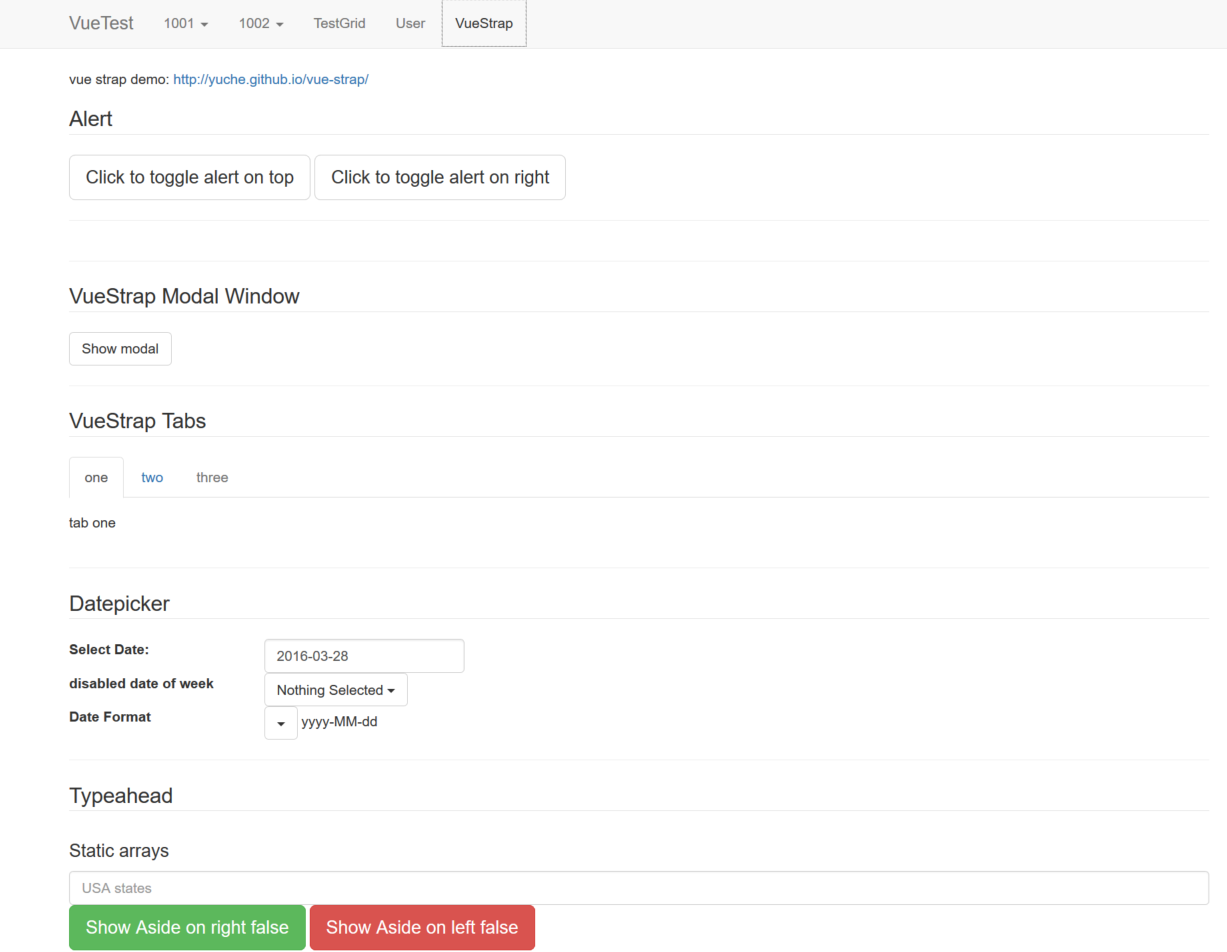 VueTest 1001 1002 TestGrid User VueStrap
vue strap demo: http://yuche.github.io/vue-strap/
Alert
Click to toggle alert on top Click to toggle alert on right
VueStrap Modal Window
Show modal
VueStrap Tabs
one two three
tab one
Datepicker
Select Date: 2016-03-28
disabled date of week Nothing Selected
Date Format yyyy-MM-dd
Typeahead
Static arrays
USA states
Show Aside on right false Show Aside on left false